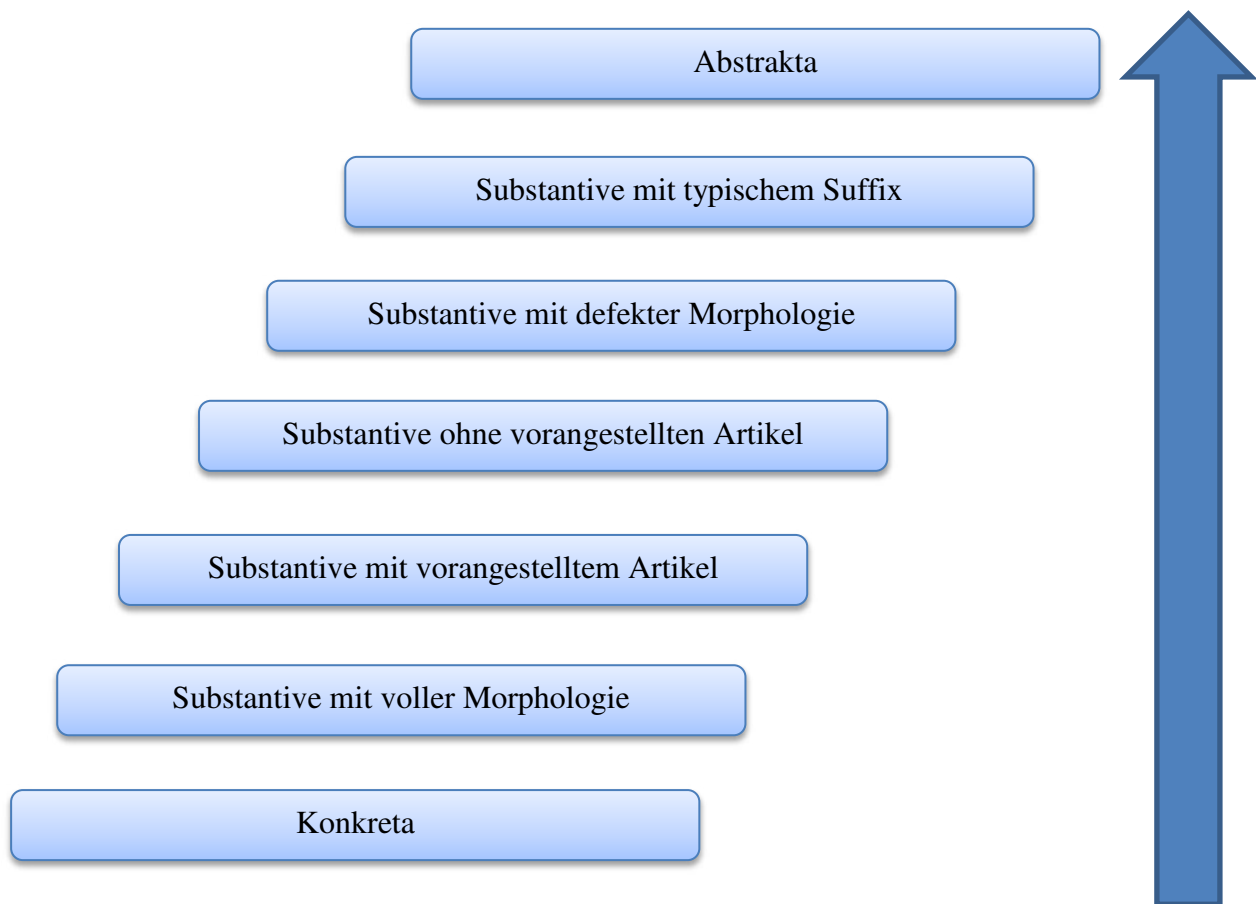 Abstrakta
Substantive mit typischem Suffix
Substantive mit defekter Morphologie
Substantive ohne vorangestellten Artikel
Substantive mit vorangestelltem Artikel
Substantive mit voller Morphologie
Konkreta